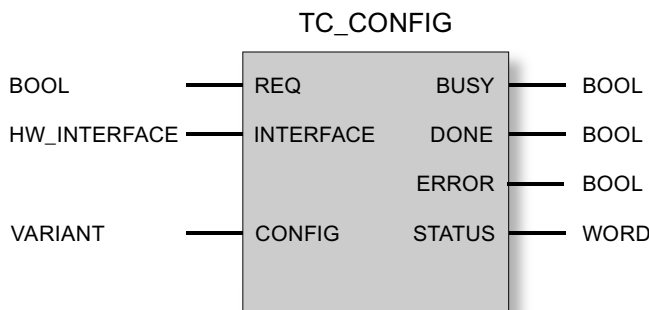 TC_CONFIG
BOOL REQ BUSY BOOL
HW_INTERFACE INTERFACE DONE BOOL
ERROR BOOL
VARIANT CONFIG STATUS WORD